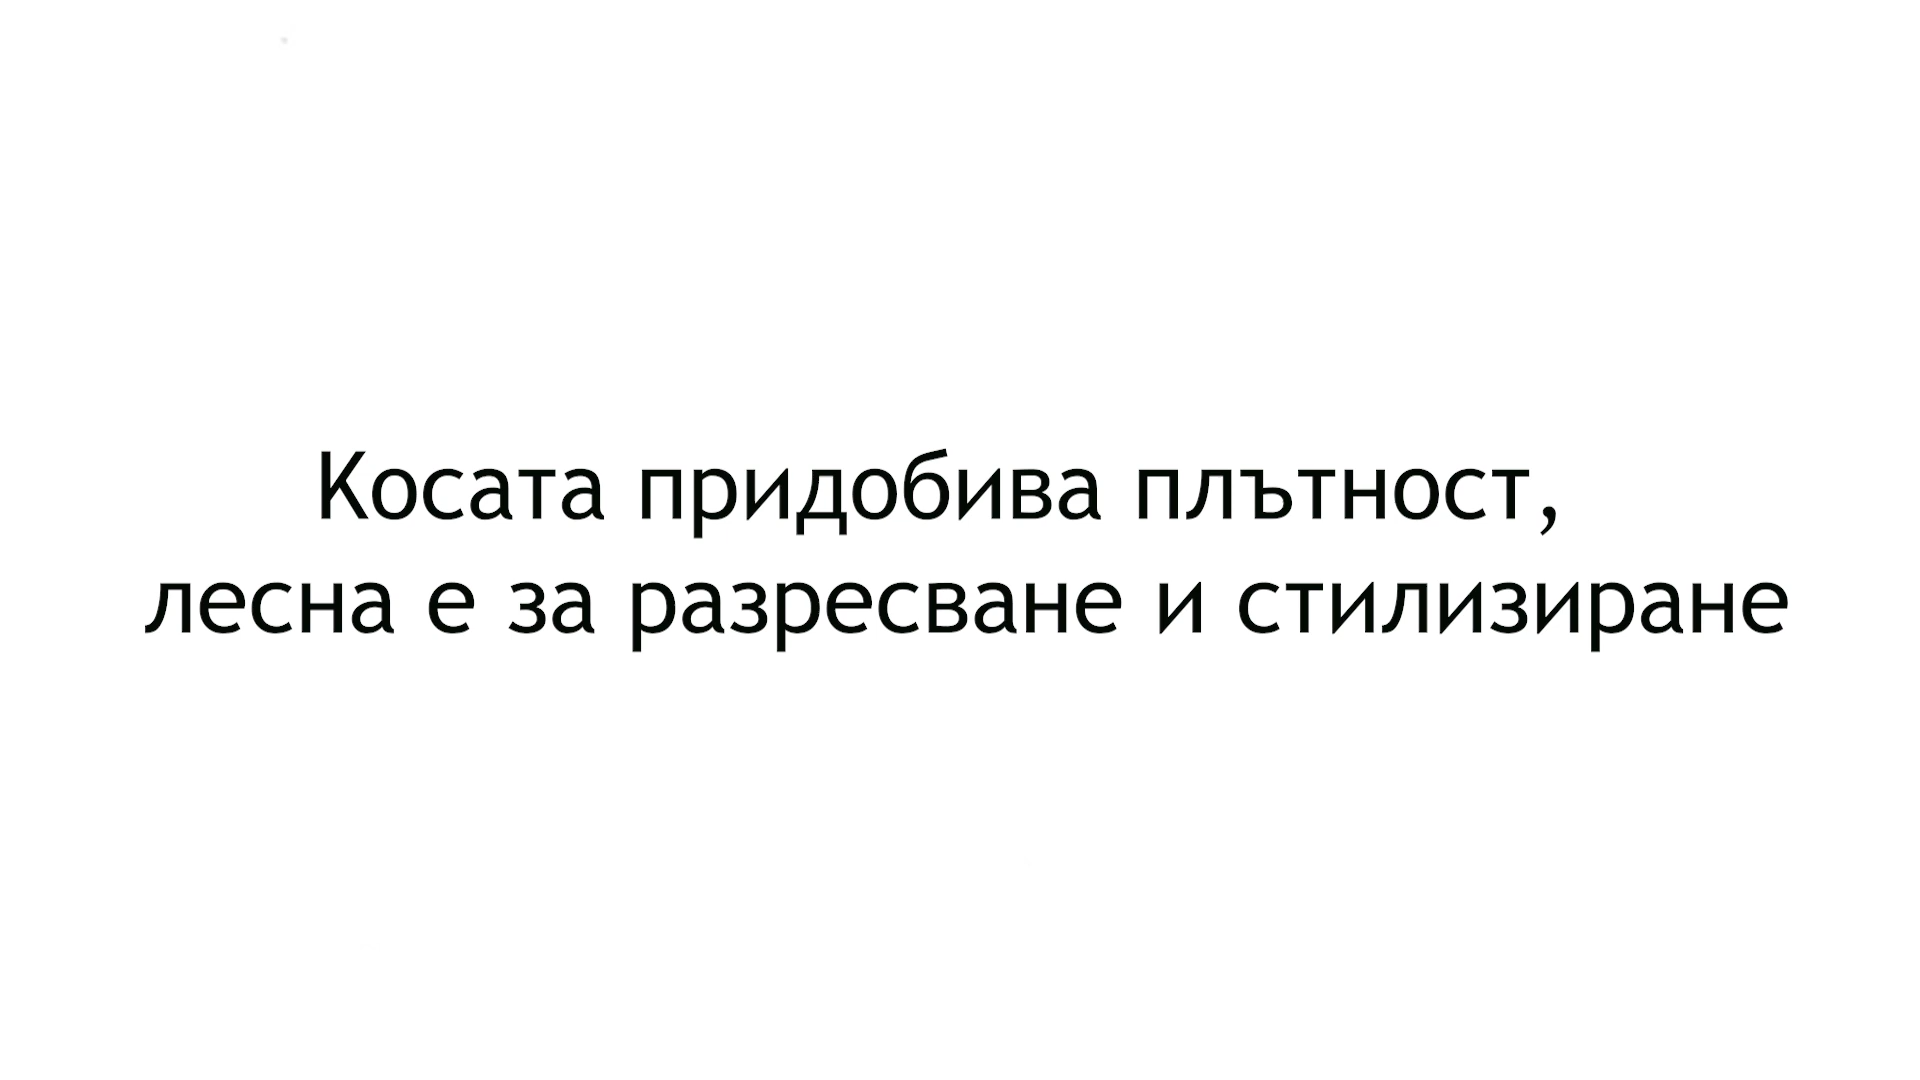 Косата придобива плътност,
лесна е за разресване и стилизиране